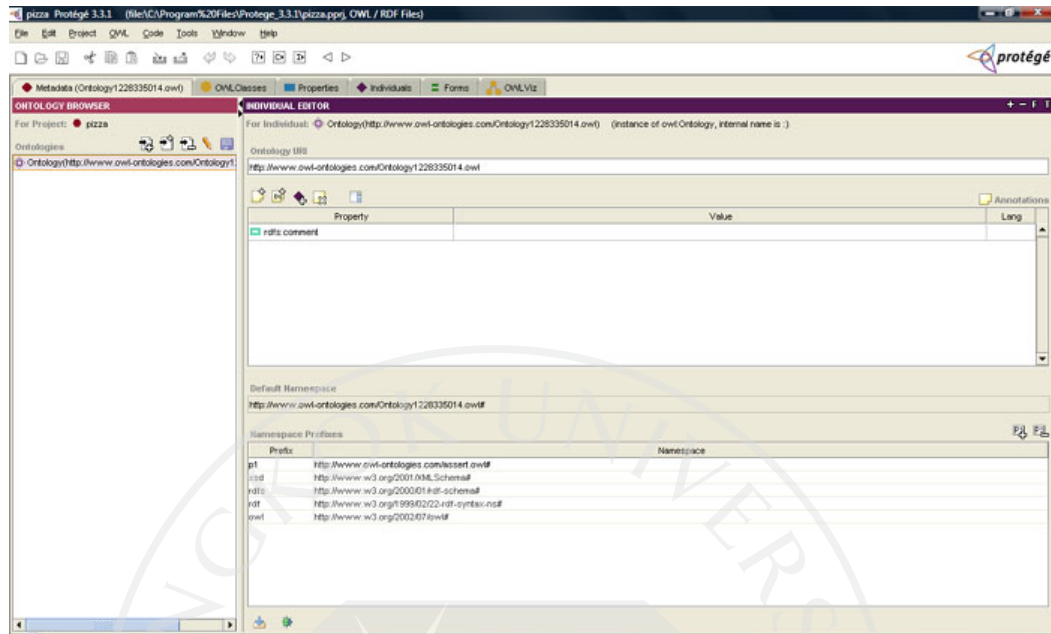 pizza Protégé 3.3.1 (file:\C:\Program%20Files\Protege_3.3.1\pizza.pprj, OWL / RDF Files)
File Edit Project OWL Code Tools Window Help
protégé
Metadata (Ontology1228335014.owl) OWLClasses Properties Individuals Forms OWLViz
ONTOLOGY BROWSER
For Project: pizza
Ontologies
Ontology(http://www.owl-ontologies.com/Ontology1
INDIVIDUAL EDITOR
For Individual: Ontology(http://www.owl-ontologies.com/Ontology1228335014.owl) (instance of owl:Ontology, internal name is :)
Ontology URI
http://www.owl-ontologies.com/Ontology1228335014.owl
Annotations
Property Value Lang
rdfs:comment
Default Namespace
http://www.owl-ontologies.com/Ontology1228335014.owl#
Namespace Prefixes
Prefix Namespace
p1 http://www.owl-ontologies.com/assert.owl#
xsd http://www.w3.org/2001/XMLSchema#
rdfs http://www.w3.org/2000/01/rdf-schema#
rdf http://www.w3.org/1999/02/22-rdf-syntax-ns#
owl http://www.w3.org/2002/07/owl#
NGKOK UNIVERS